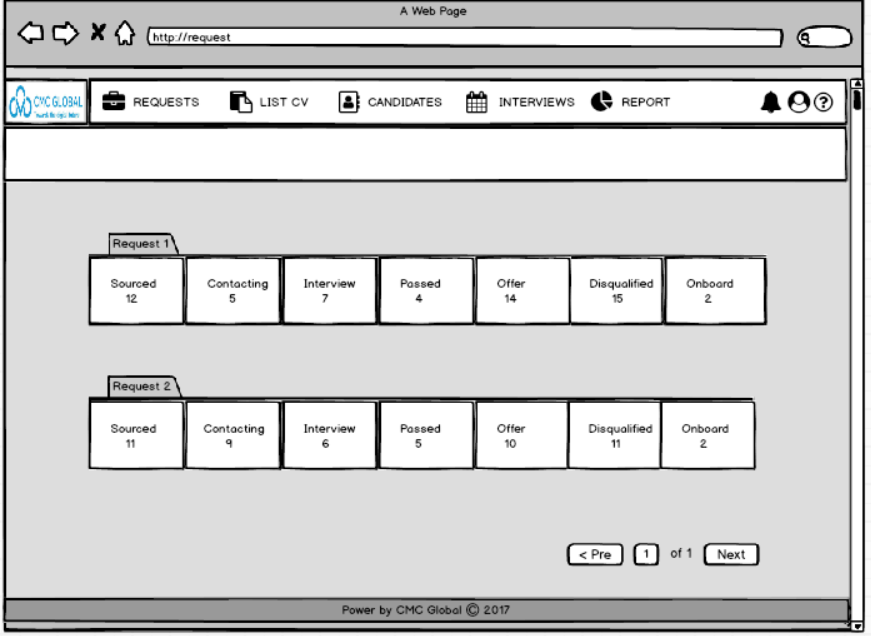 A Web Page
http://request
CMC GLOBAL
REQUESTS LIST CV CANDIDATES INTERVIEWS REPORT
Request 1
Sourced Contacting Interview Passed Offer Disqualified Onboard
12 5 7 4 14 15 2
Request 2
Sourced Contacting Interview Passed Offer Disqualified Onboard
11 9 6 5 10 11 2
< Pre 1 of 1 Next
Power by CMC Global © 2017